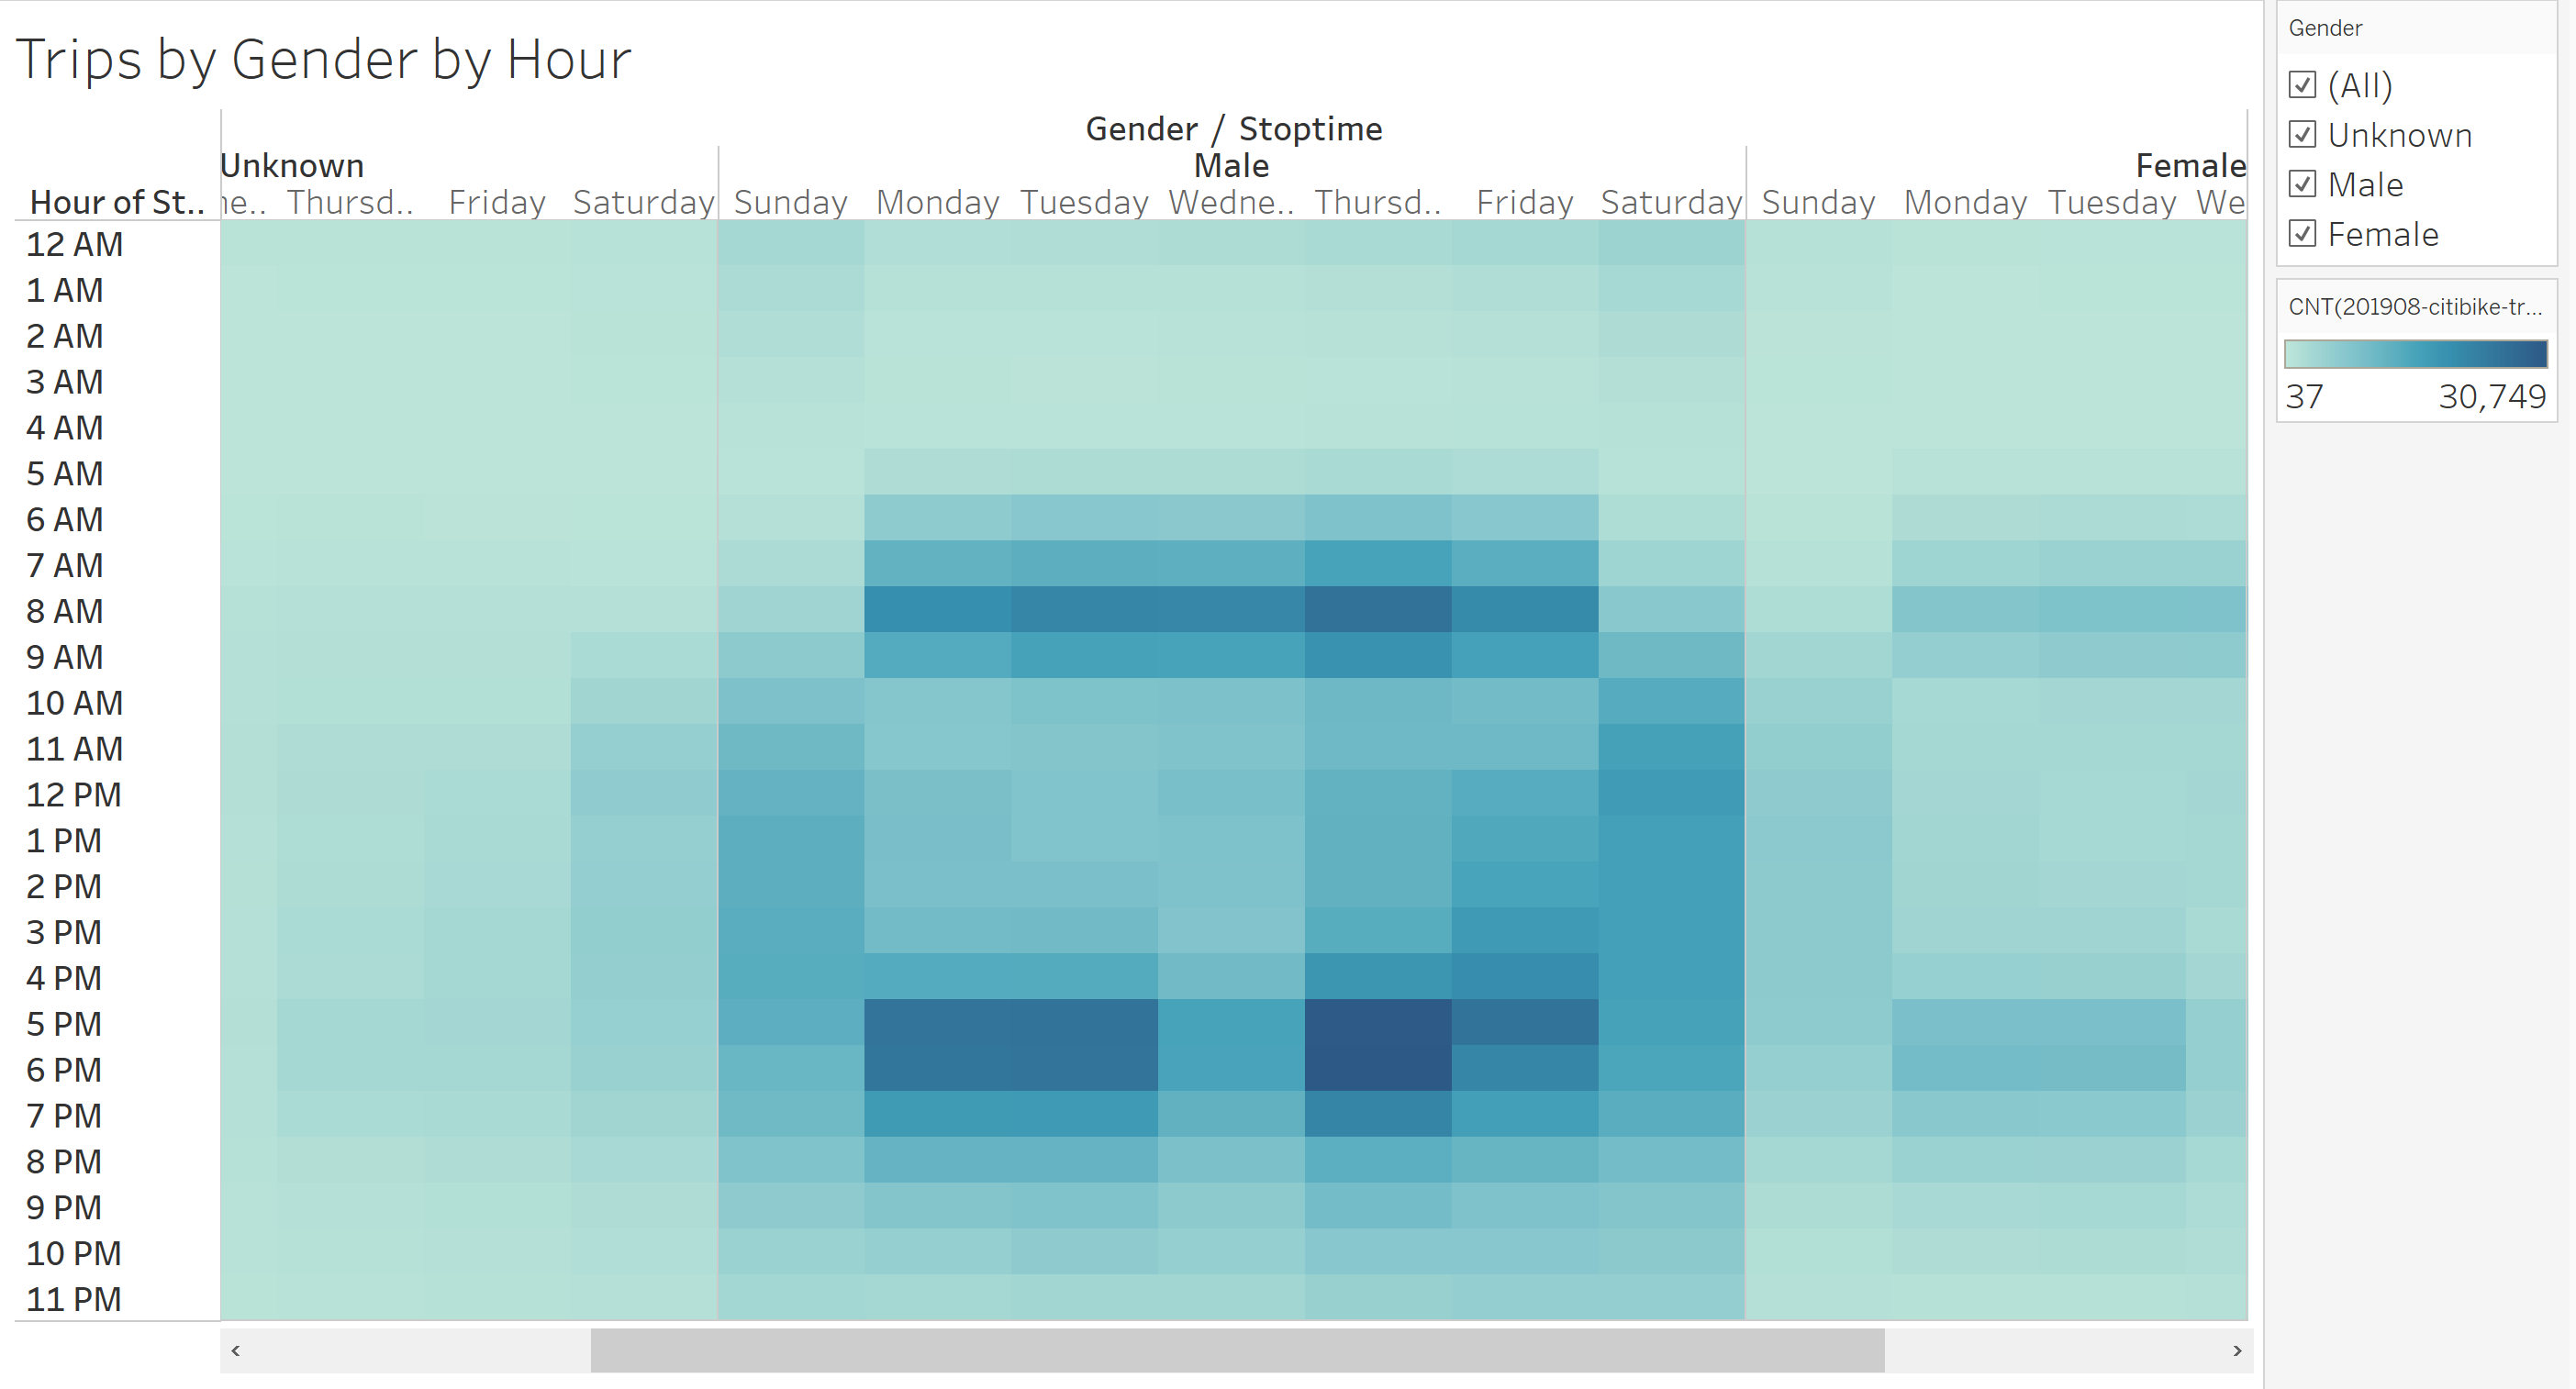 Trips by Gender by Hour
Gender / Stoptime
Unknown Male Female
Hour of St.. ne.. Thursd.. Friday Saturday Sunday Monday Tuesday Wedne.. Thursd.. Friday Saturday Sunday Monday Tuesday We
12 AM
1 AM
2 AM
3 AM
4 AM
5 AM
6 AM
7 AM
8 AM
9 AM
10 AM
11 AM
12 PM
1 PM
2 PM
3 PM
4 PM
5 PM
6 PM
7 PM
8 PM
9 PM
10 PM
11 PM
Gender
(All)
Unknown
Male
Female
CNT(201908-citibike-tr...
37 30,749